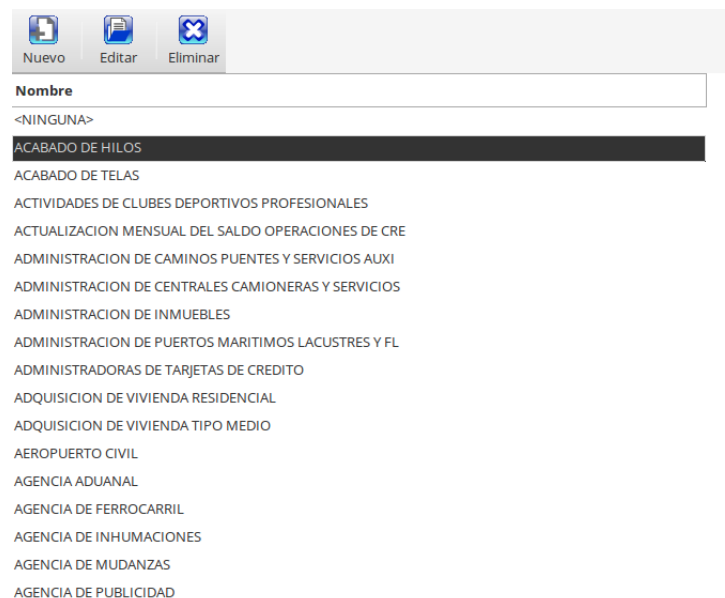 Nuevo Editar Eliminar
Nombre
<NINGUNA>
ACABADO DE HILOS
ACABADO DE TELAS
ACTIVIDADES DE CLUBES DEPORTIVOS PROFESIONALES
ACTUALIZACION MENSUAL DEL SALDO OPERACIONES DE CRE
ADMINISTRACION DE CAMINOS PUENTES Y SERVICIOS AUXI
ADMINISTRACION DE CENTRALES CAMIONERAS Y SERVICIOS
ADMINISTRACION DE INMUEBLES
ADMINISTRACION DE PUERTOS MARITIMOS LACUSTRES Y FL
ADMINISTRADORAS DE TARJETAS DE CREDITO
ADQUISICION DE VIVIENDA RESIDENCIAL
ADQUISICION DE VIVIENDA TIPO MEDIO
AEROPUERTO CIVIL
AGENCIA ADUANAL
AGENCIA DE FERROCARRIL
AGENCIA DE INHUMACIONES
AGENCIA DE MUDANZAS
AGENCIA DE PUBLICIDAD